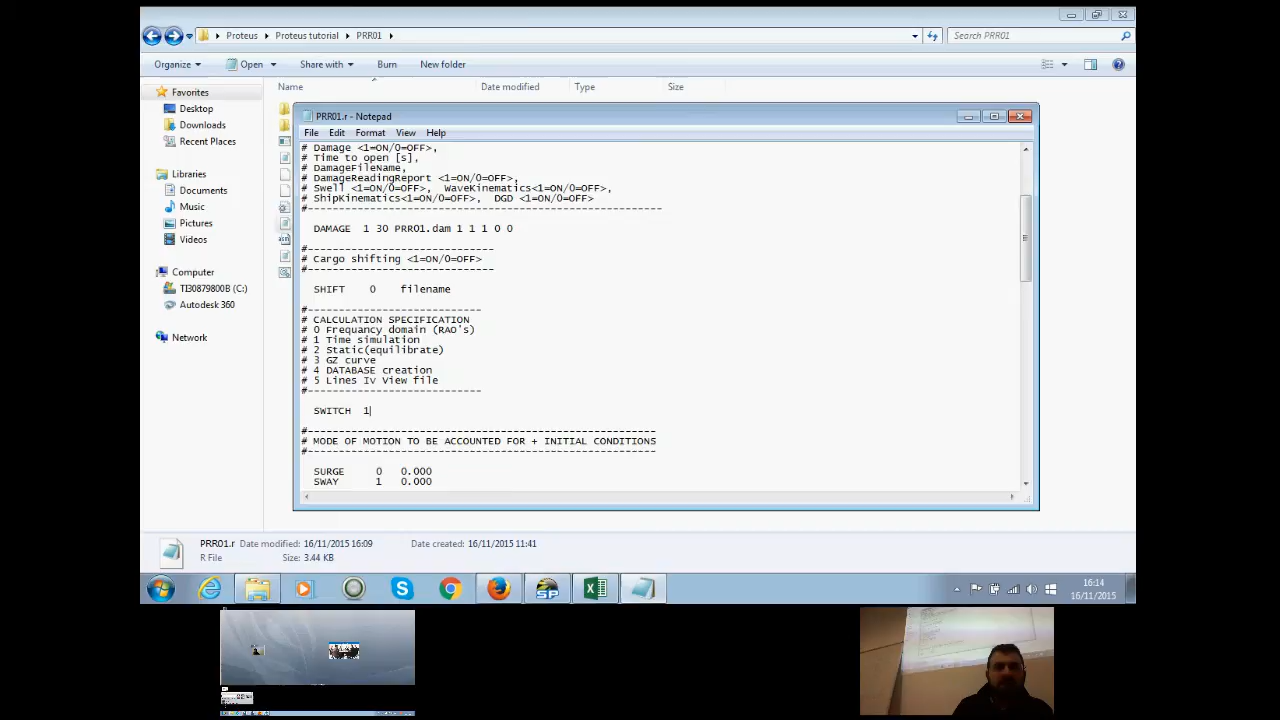 Proteus Proteus tutorial PRR01
Search PRR01
Organize Open Share with Burn New folder
Name Date modified Type Size
Favorites
Desktop
Downloads
Recent Places
Libraries
Documents
Music
Pictures
Videos
Computer
TI30879800B (C:)
Autodesk 360
Network
PRR01.r - Notepad
File Edit Format View Help
# Damage <1=ON/0=OFF>,
# Time to open [s],
# DamageFileName,
# DamageReadingReport <1=ON/0=OFF>,
# Swell <1=ON/0=OFF>, WaveKinematics<1=ON/0=OFF>,
# ShipKinematics<1=ON/0=OFF>, DGD <1=ON/0=OFF>
#---------------------------------------------------------
DAMAGE 1 30 PRR01.dam 1 1 1 0 0
#------------------------------
# Cargo shifting <1=ON/0=OFF>
#------------------------------
SHIFT 0 filename
#----------------------------
# CALCULATION SPECIFICATION
# 0 Frequancy domain (RAO's)
# 1 Time simulation
# 2 Static(equilibrate)
# 3 GZ curve
# 4 DATABASE creation
# 5 Lines Iv View file
#----------------------------
SWITCH 1
#--------------------------------------------------------
# MODE OF MOTION TO BE ACCOUNTED FOR + INITIAL CONDITIONS
#--------------------------------------------------------
SURGE 0 0.000
SWAY 1 0.000
PRR01.r Date modified: 16/11/2015 16:09 Date created: 16/11/2015 11:41
R File Size: 3.44 KB
16:14
16/11/2015